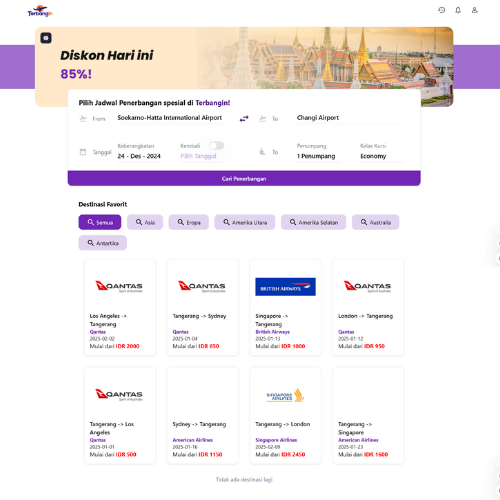 Terbangin
Diskon Hari ini
85%!
Pilih Jadwal Penerbangan spesial di Terbangin!
From Soekarno-Hatta International Airport
To Changi Airport
Tanggal
Keberangkatan
24 - Des - 2024
Kembali
Pilih Tanggal
To
Penumpang
1 Penumpang
Kelas Kursi
Economy
Cari Penerbangan
Destinasi Favorit
Semua
Asia
Eropa
Amerika Utara
Amerika Selatan
Australia
Antartika
QANTAS
Spirit of Australia
Los Angeles ->
Tangerang
Qantas
2025-02-02
Mulai dari IDR 2000
QANTAS
Spirit of Australia
Tangerang -> Sydney
Qantas
2025-01-04
Mulai dari IDR 650
BRITISH AIRWAYS
Singapore ->
Tangerang
British Airways
2025-01-13
Mulai dari IDR 1000
QANTAS
Spirit of Australia
London -> Tangerang
Qantas
2025-01-12
Mulai dari IDR 950
QANTAS
Spirit of Australia
Tangerang -> Los
Angeles
Qantas
2025-01-01
Mulai dari IDR 500
Sydney -> Tangerang
American Airlines
2025-01-16
Mulai dari IDR 1150
SINGAPORE
AIRLINES
Tangerang -> London
Singapore Airlines
2025-02-09
Mulai dari IDR 2450
Tangerang ->
Singapore
American Airlines
2025-01-23
Mulai dari IDR 1600
Tidak ada destinasi lagi